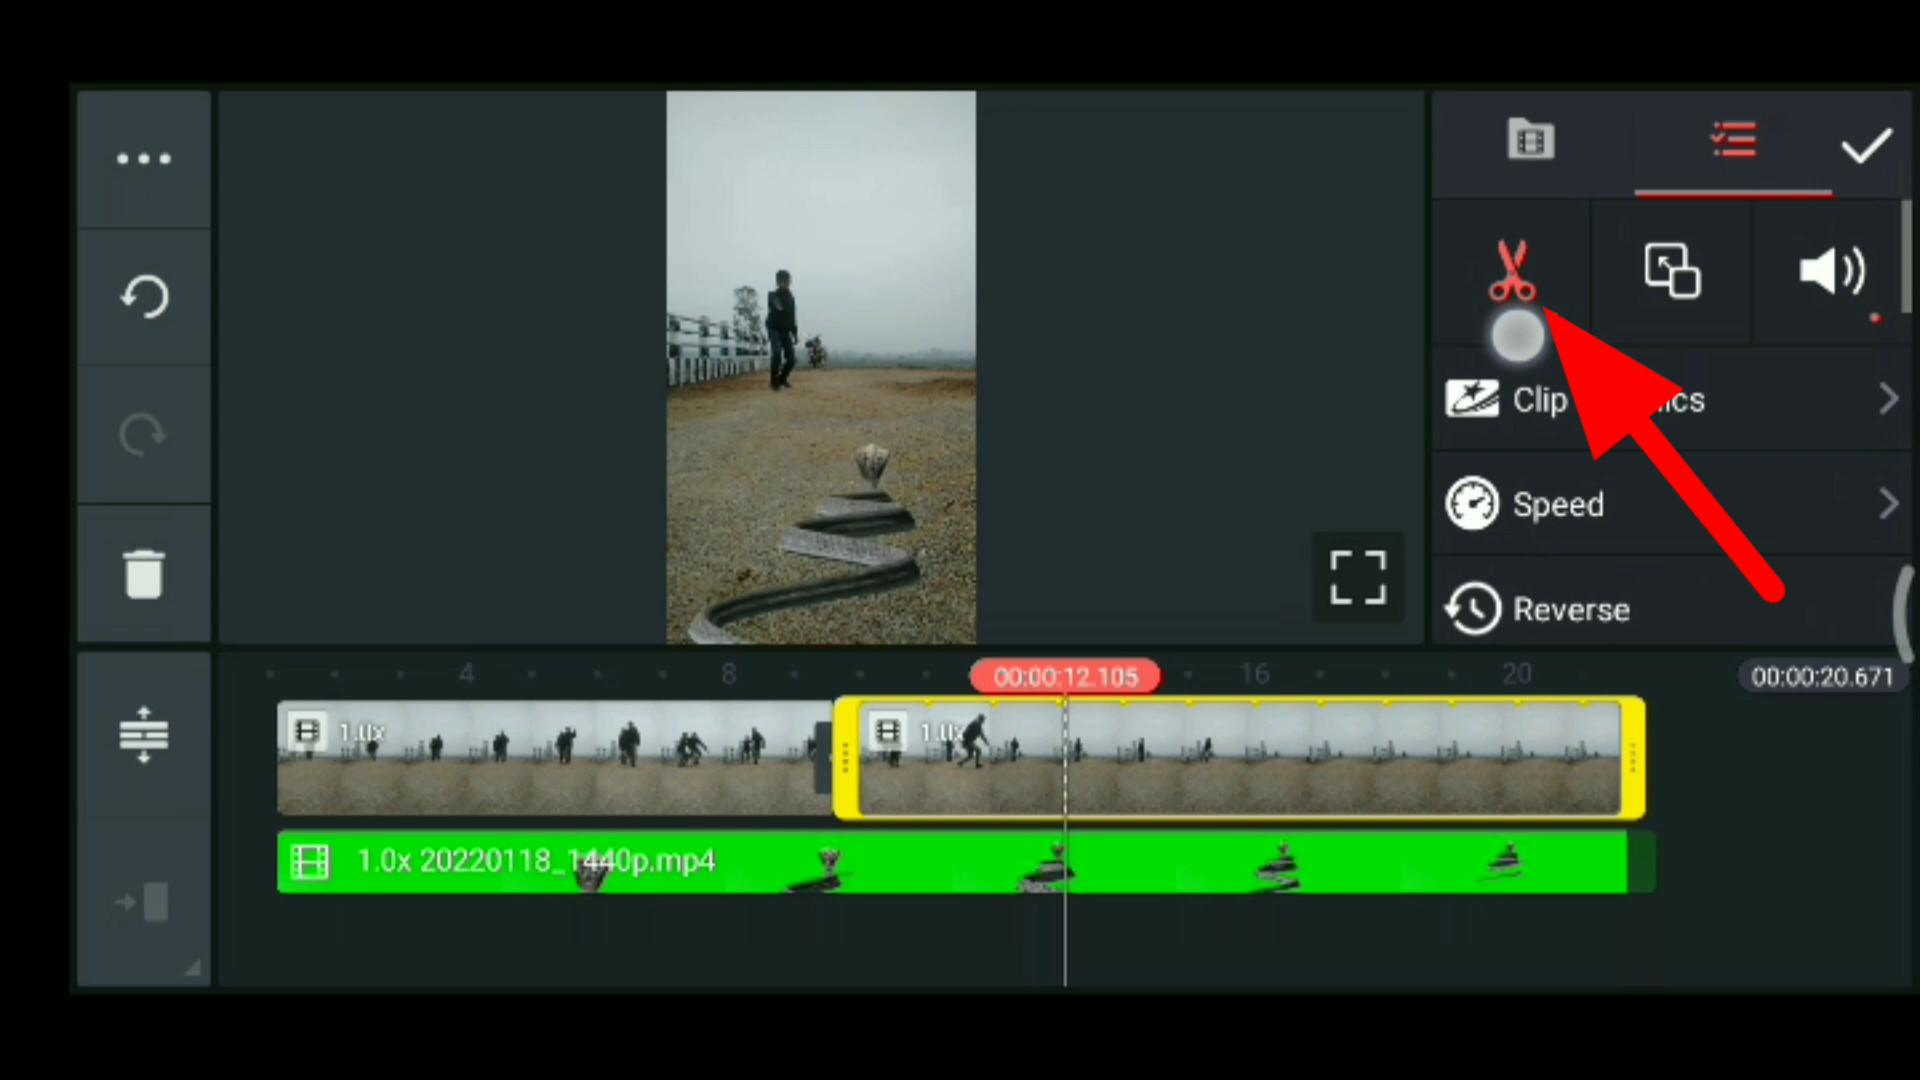 Clip
ics
Speed
Reverse
4
8
00:00:12.105
16
20
00:00:20.671
1.0x
1.0x
1.0x 20220118_1440p.mp4